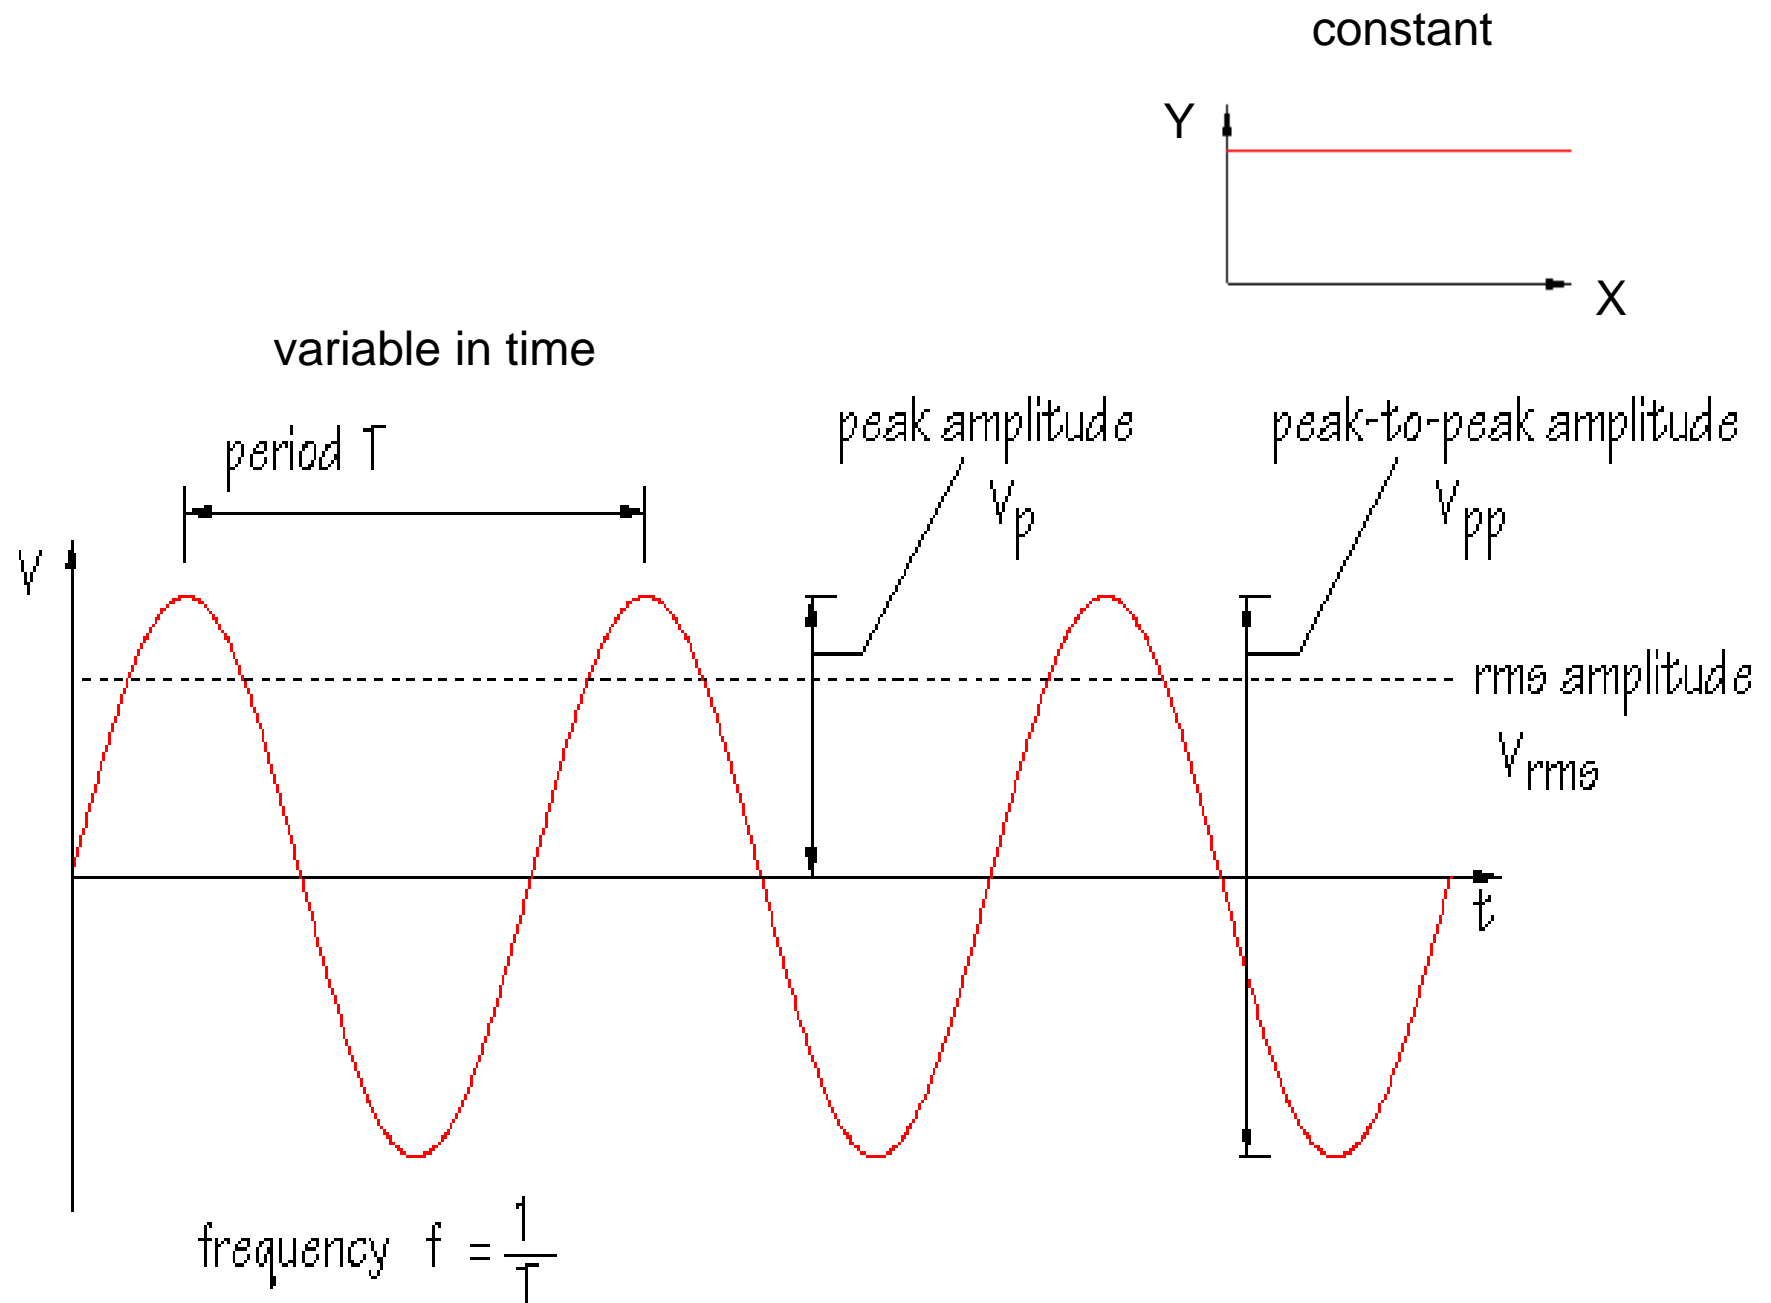 constant
Y
X
variable in time
period T
peak amplitude
Vp
peak-to-peak amplitude
Vpp
V
rms amplitude
Vrms
t
frequency f = 1/T